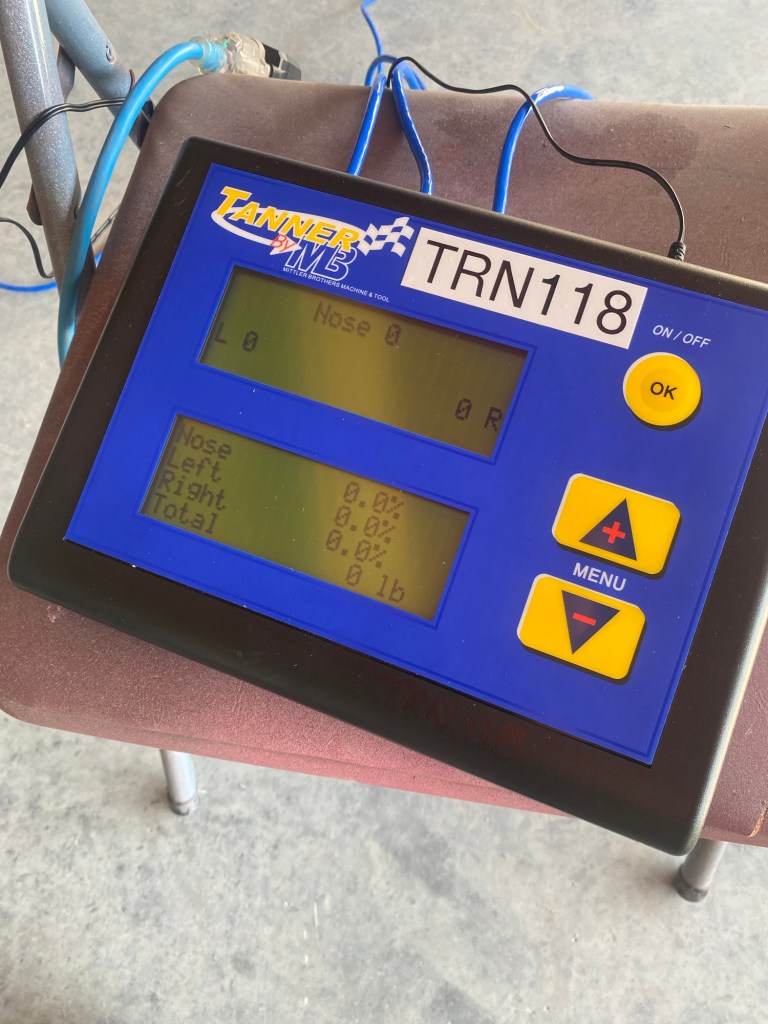 TANNER
BY MB
MITTLER BROTHERS MACHINE & TOOL
TRN118
ON / OFF
OK
Nose 0
L 0
0 R
Nose 0.0%
Left 0.0%
Right 0.0%
Total 0 lb
+
MENU
-